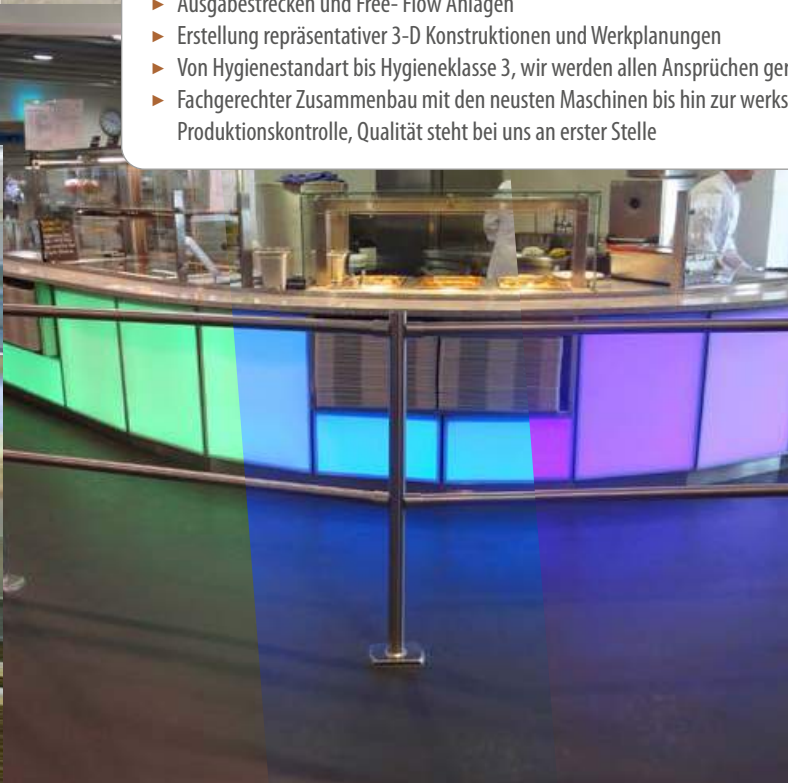 ► Ausgabestrecken und Free- Flow Anlagen
► Erstellung repräsentativer 3-D Konstruktionen und Werkplanungen
► Von Hygienestandart bis Hygieneklasse 3, wir werden allen Ansprüchen ger
► Fachgerechter Zusammenbau mit den neusten Maschinen bis hin zur werks
Produktionskontrolle, Qualität steht bei uns an erster Stelle